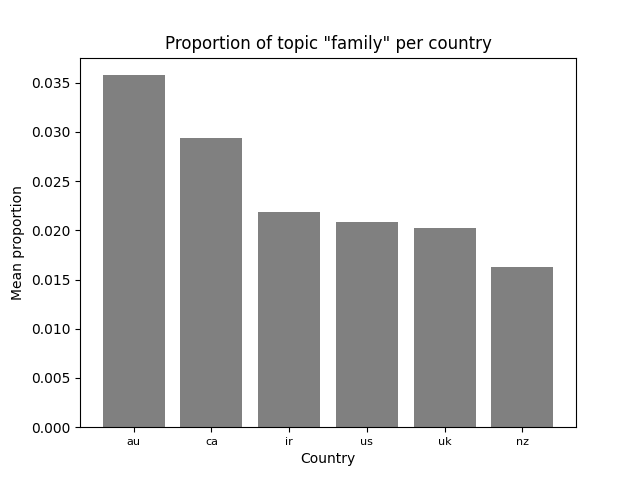 Proportion of topic "family" per country
0.035
0.030
0.025
0.020
0.015
0.010
0.005
0.000
Mean proportion
au ca ir us uk nz
Country